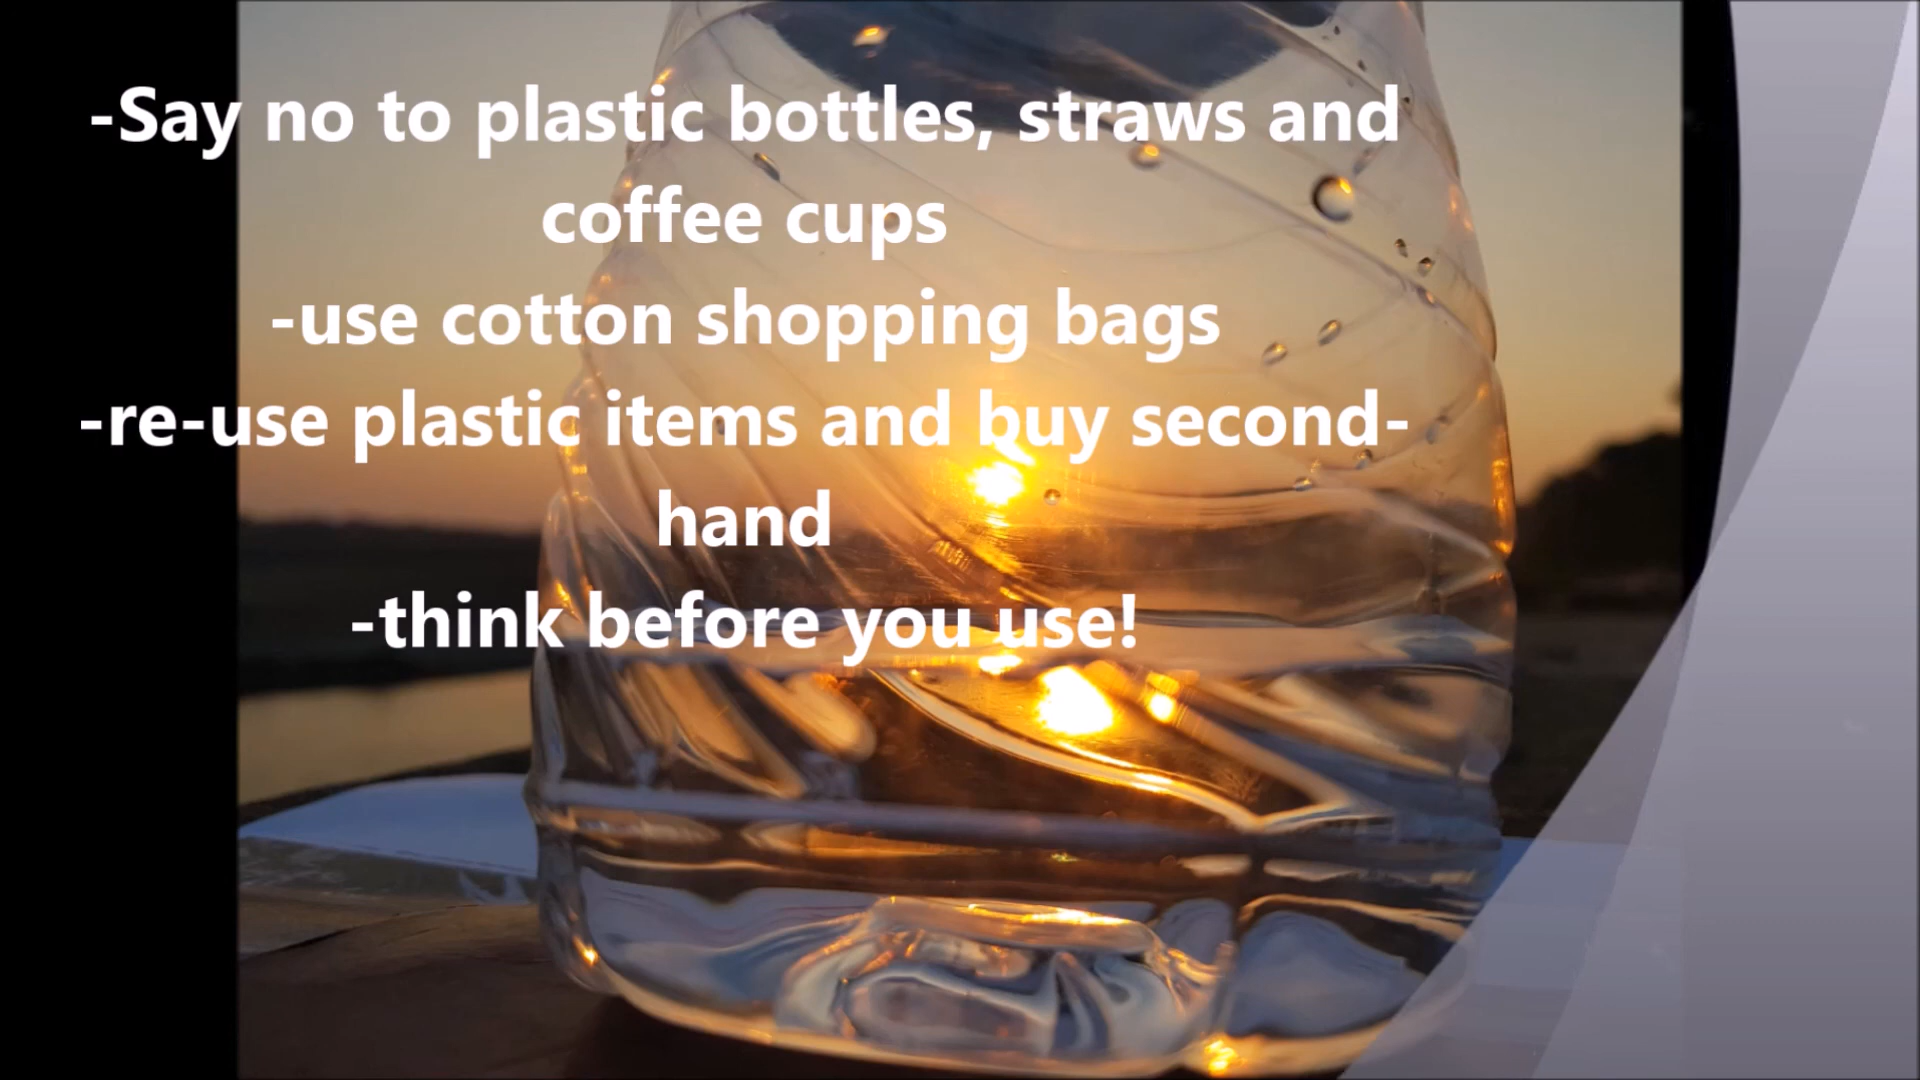 -Say no to plastic bottles, straws and
coffee cups
-use cotton shopping bags
-re-use plastic items and buy second-
hand
-think before you use!